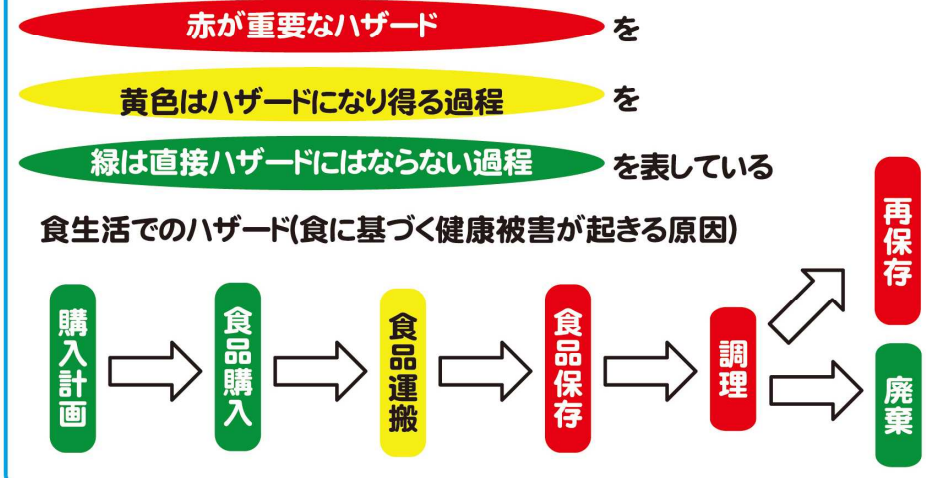 赤が重要なハザード を
黄色はハザードになり得る過程 を
緑は直接ハザードにはならない過程 を表している
食生活でのハザード(食に基づく健康被害が起きる原因)
購入計画
食品購入
食品運搬
食品保存
調理
再保存
廃棄